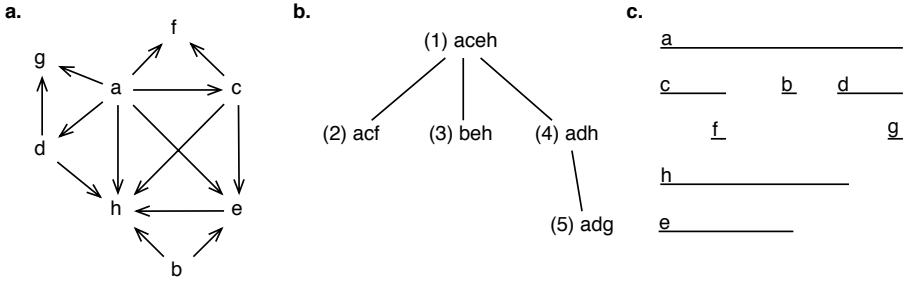 a.
f
g
a
c
d
h
e
b
b.
(1) aceh
(2) acf
(3) beh
(4) adh
(5) adg
c.
a
c b d
f g
h
e